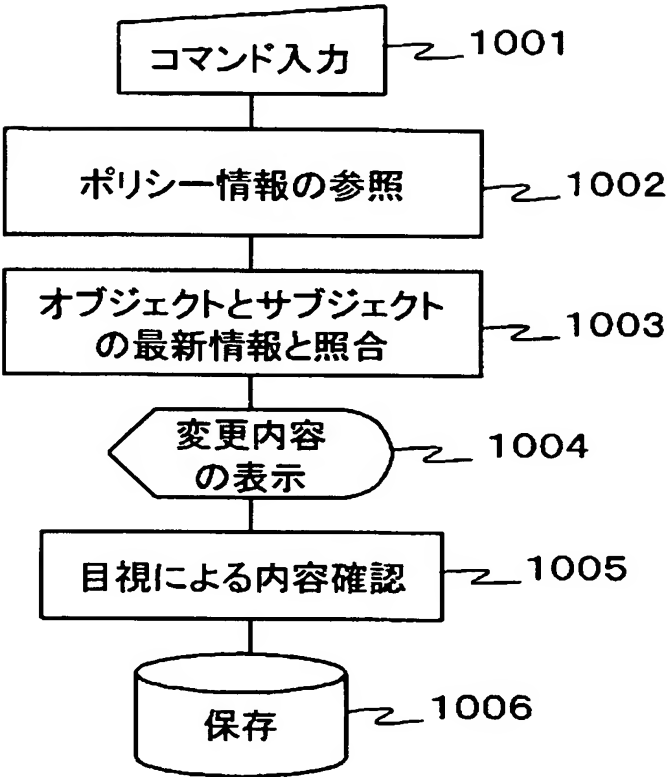 コマンド入力
1001
ポリシー情報の参照
1002
オブジェクトとサブジェクト
の最新情報と照合
1003
変更内容
の表示
1004
目視による内容確認
1005
保存
1006